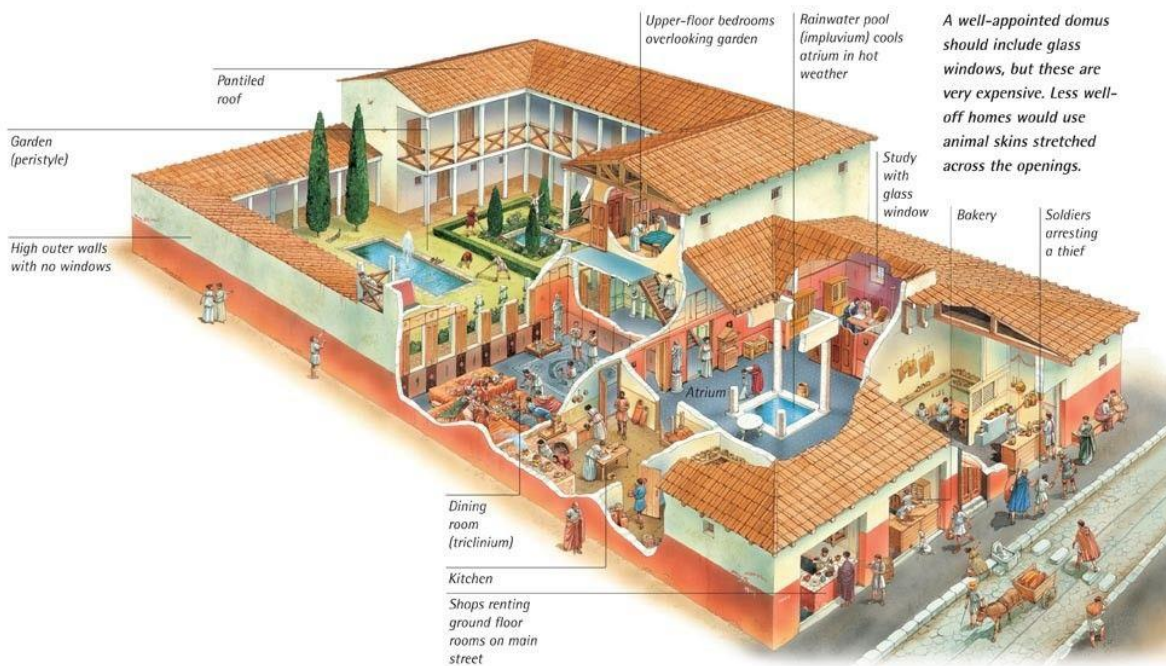 Upper-floor bedrooms
overlooking garden
Rainwater pool
(impluvium) cools
atrium in hot
weather
A well-appointed domus
should include glass
windows, but these are
very expensive. Less well-
off homes would use
animal skins stretched
across the openings.
Pantiled
roof
Garden
(peristyle)
Study
with
glass
window
Bakery
Soldiers
arresting
a thief
High outer walls
with no windows
Atrium
Dining
room
(triclinium)
Kitchen
Shops renting
ground floor
rooms on main
street